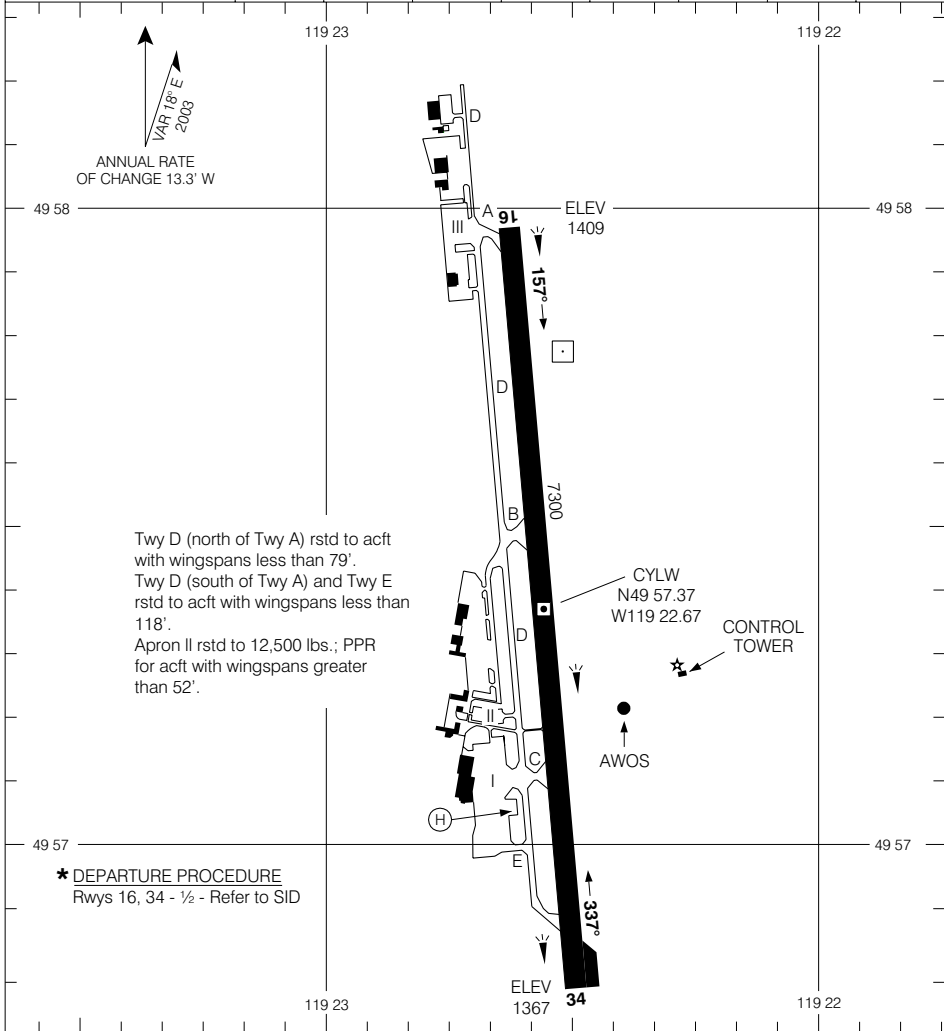 119 23
119 22
VAR 18° E
2003
ANNUAL RATE
OF CHANGE 13.3' W
D
49 58
A
16
ELEV
1409
49 58
III
157°
D
7300
B
Twy D (north of Twy A) rstd to acft
with wingspans less than 79'.
Twy D (south of Twy A) and Twy E
rstd to acft with wingspans less than
118'.
Apron II rstd to 12,500 lbs.; PPR
for acft with wingspans greater
than 52'.
CYLW
N49 57.37
W119 22.67
D
CONTROL
TOWER
II
C
AWOS
I
H
49 57
E
49 57
* DEPARTURE PROCEDURE
Rwys 16, 34 - ½ - Refer to SID
337°
ELEV
1367
34
119 23
119 22